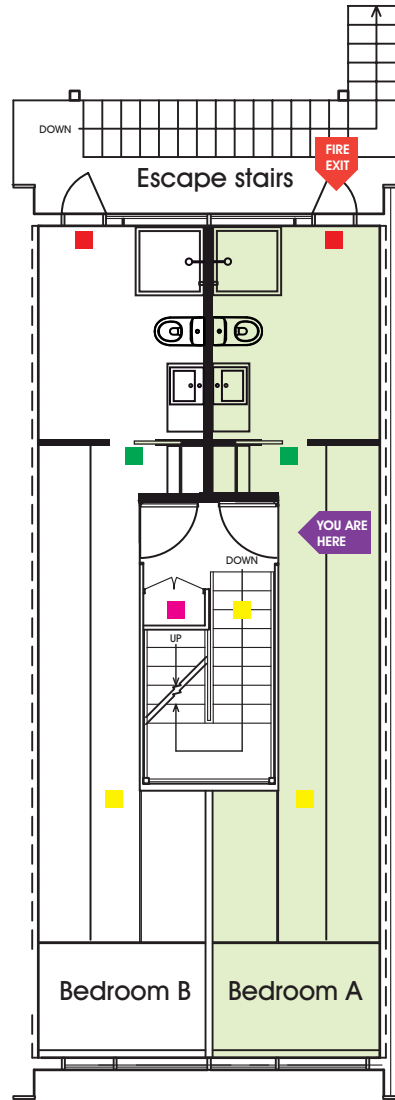 DOWN
FIRE
EXIT
Escape stairs
YOU ARE
HERE
DOWN
UP
Bedroom B
Bedroom A